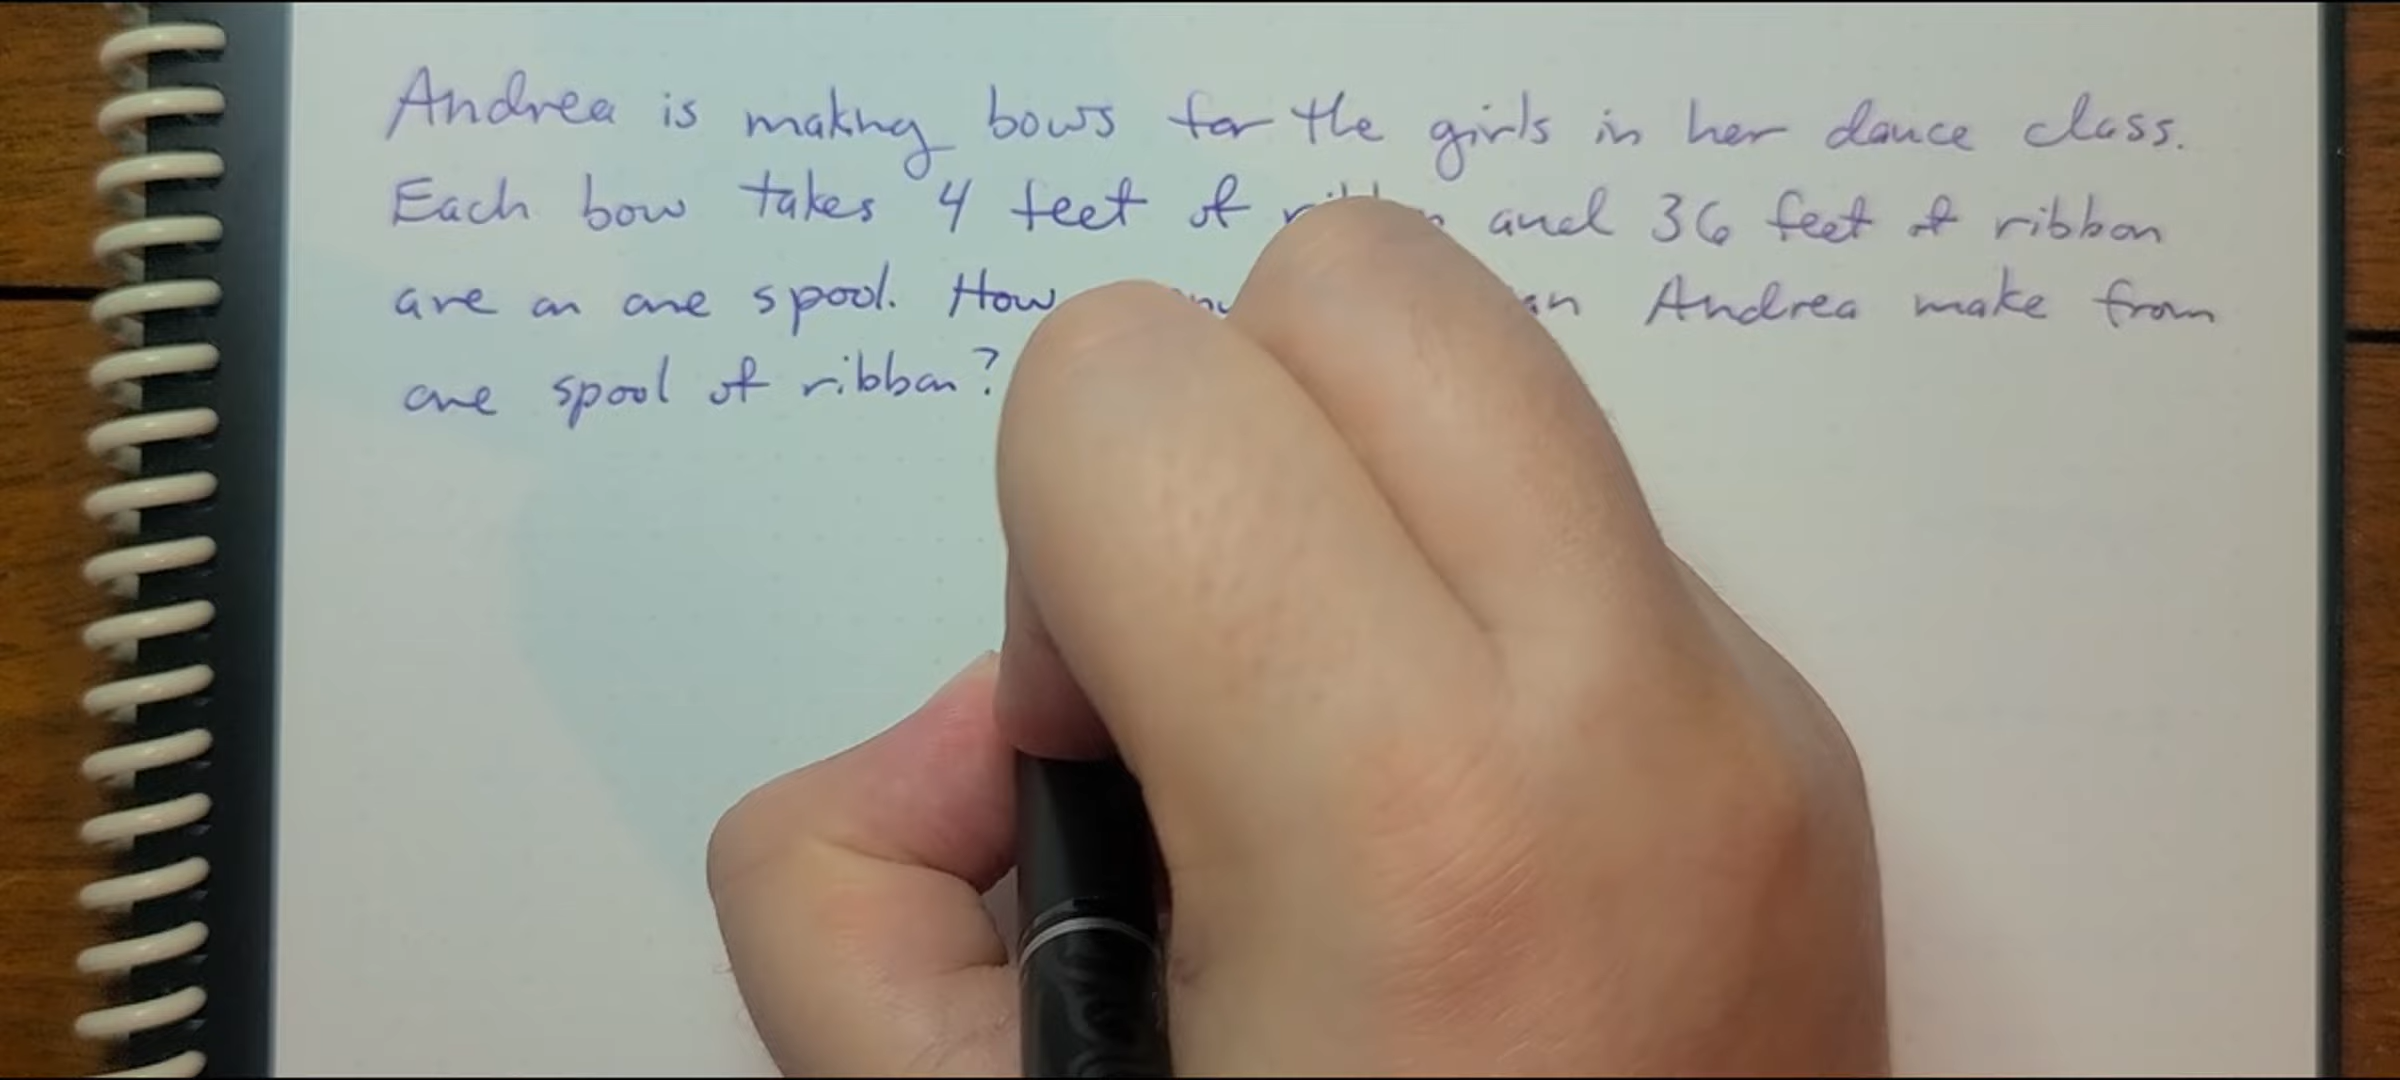 Andrea is making bows for the girls in her dance class.
Each bow takes 4 feet of and 36 feet of ribbon
are on one spool. How Andrea make from
one spool of ribbon?